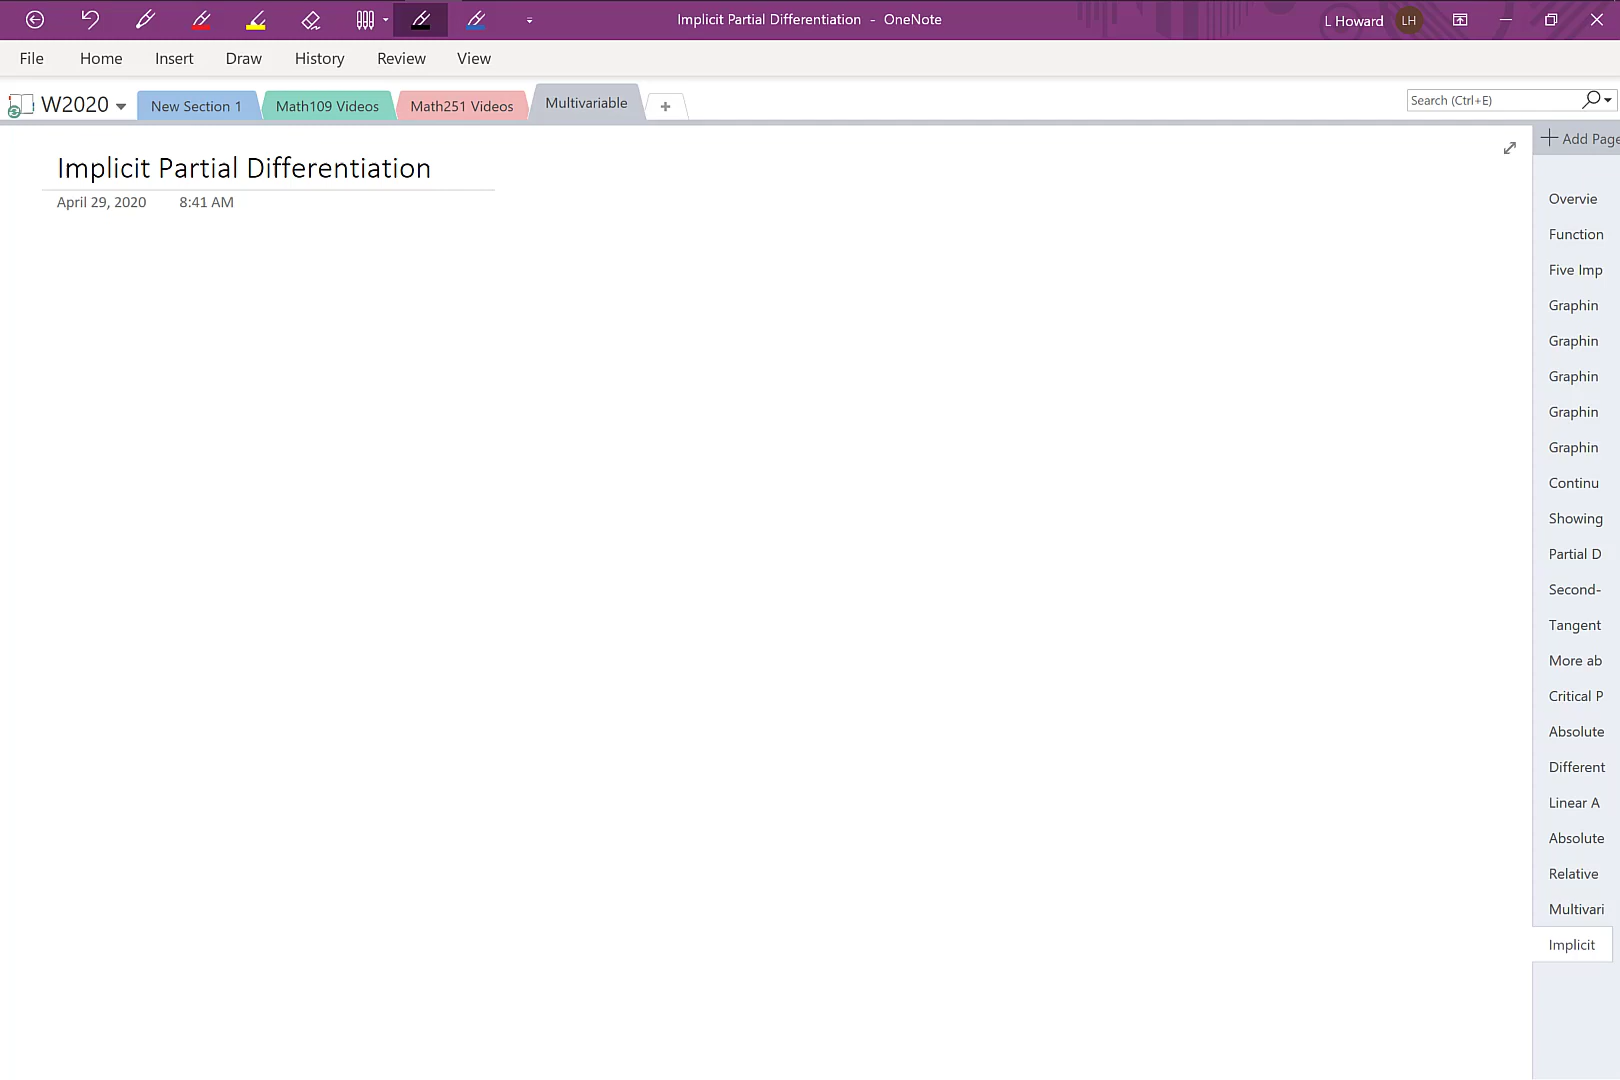 Implicit Partial Differentiation - OneNote
L Howard LH
File Home Insert Draw History Review View
W2020 New Section 1 Math109 Videos Math251 Videos Multivariable +
Search (Ctrl+E)
Add Page
Implicit Partial Differentiation
April 29, 2020 8:41 AM
Overvie
Function
Five Imp
Graphin
Graphin
Graphin
Graphin
Graphin
Continu
Showing
Partial D
Second-
Tangent
More ab
Critical P
Absolute
Different
Linear A
Absolute
Relative
Multivari
Implicit